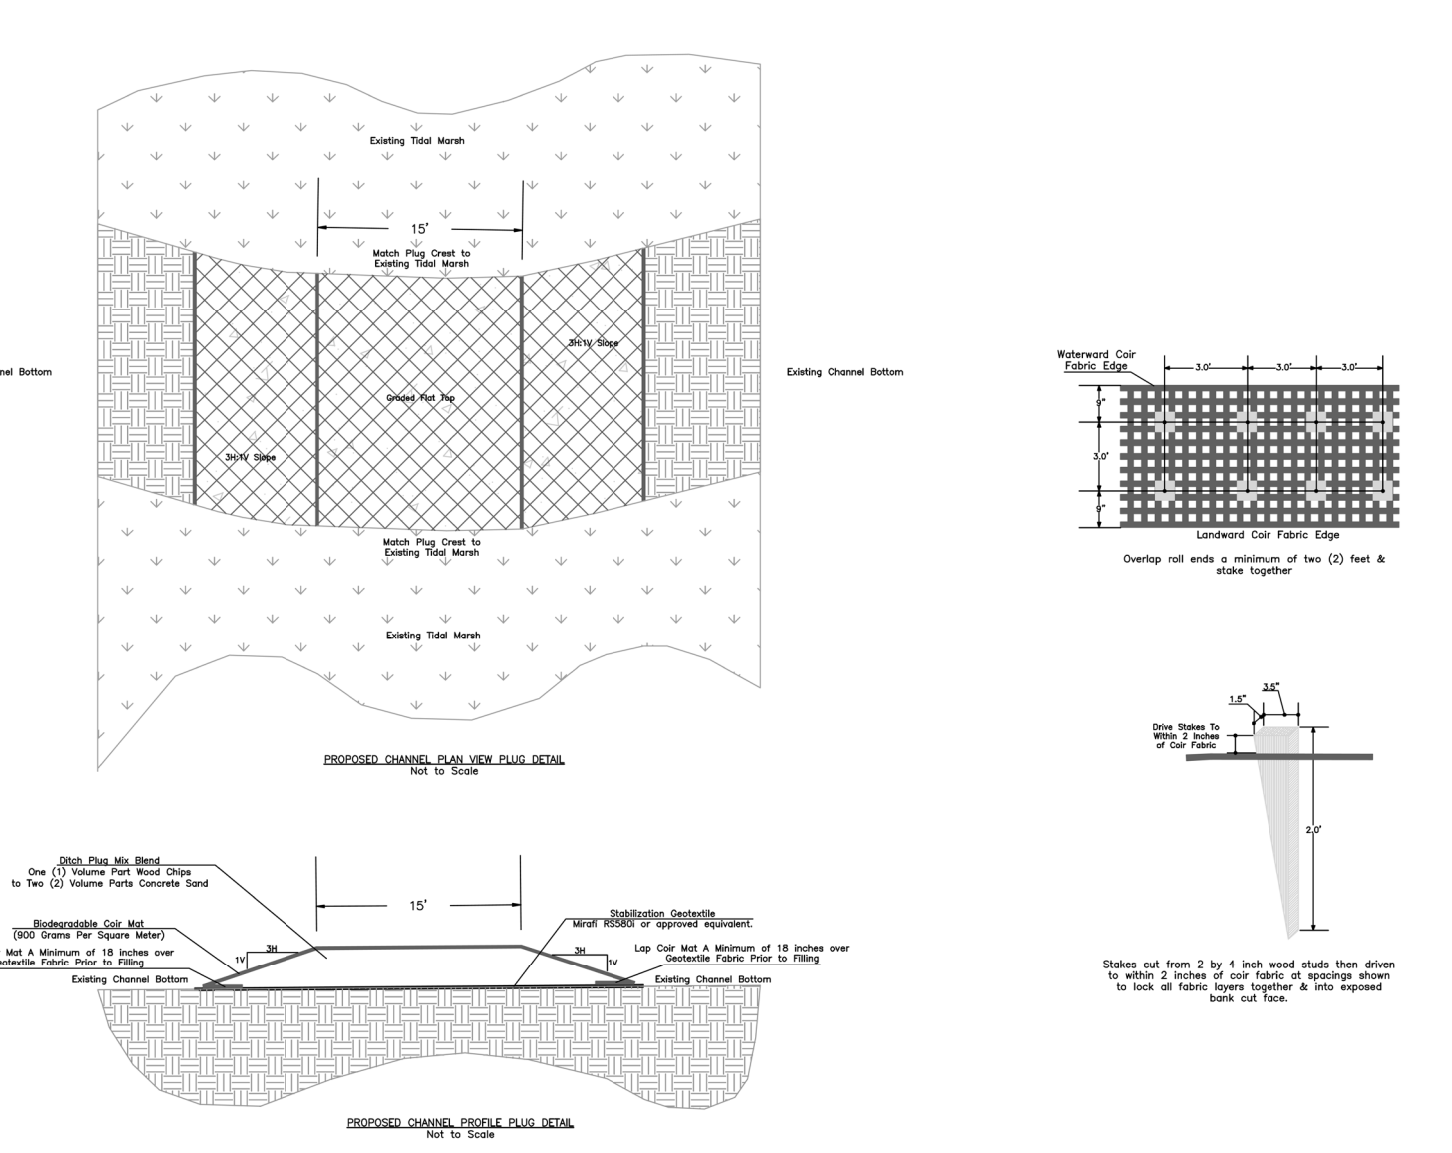 Existing Tidal Marsh
15'
Match Plug Crest to
Existing Tidal Marsh
3H:1V Slope
nel Bottom
Existing Channel Bottom
Graded Flat Top
3H:1V Slope
Match Plug Crest to
Existing Tidal Marsh
Existing Tidal Marsh
PROPOSED CHANNEL PLAN VIEW PLUG DETAIL
Not to Scale
Waterward Coir
Fabric Edge
3.0'
3.0'
3.0'
9"
3.0'
9"
Landward Coir Fabric Edge
Overlap roll ends a minimum of two (2) feet &
stake together
3.5"
1.5"
Drive Stakes To
Within 2 Inches
of Coir Fabric
2.0'
Stakes cut from 2 by 4 inch wood studs then driven
to within 2 inches of coir fabric at spacings shown
to lock all fabric layers together & into exposed
bank cut face.
Ditch Plug Mix Blend
One (1) Volume Part Wood Chips
to Two (2) Volume Parts Concrete Sand
15'
Biodegradable Coir Mat
(900 Grams Per Square Meter)
Stabilization Geotextile
Mirafi RS580i or approved equivalent.
3H
1V
3H
1V
Mat A Minimum of 18 inches over
eotextile Fabric Prior to Filling
Lap Coir Mat A Minimum of 18 inches over
Geotextile Fabric Prior to Filling
Existing Channel Bottom
Existing Channel Bottom
PROPOSED CHANNEL PROFILE PLUG DETAIL
Not to Scale